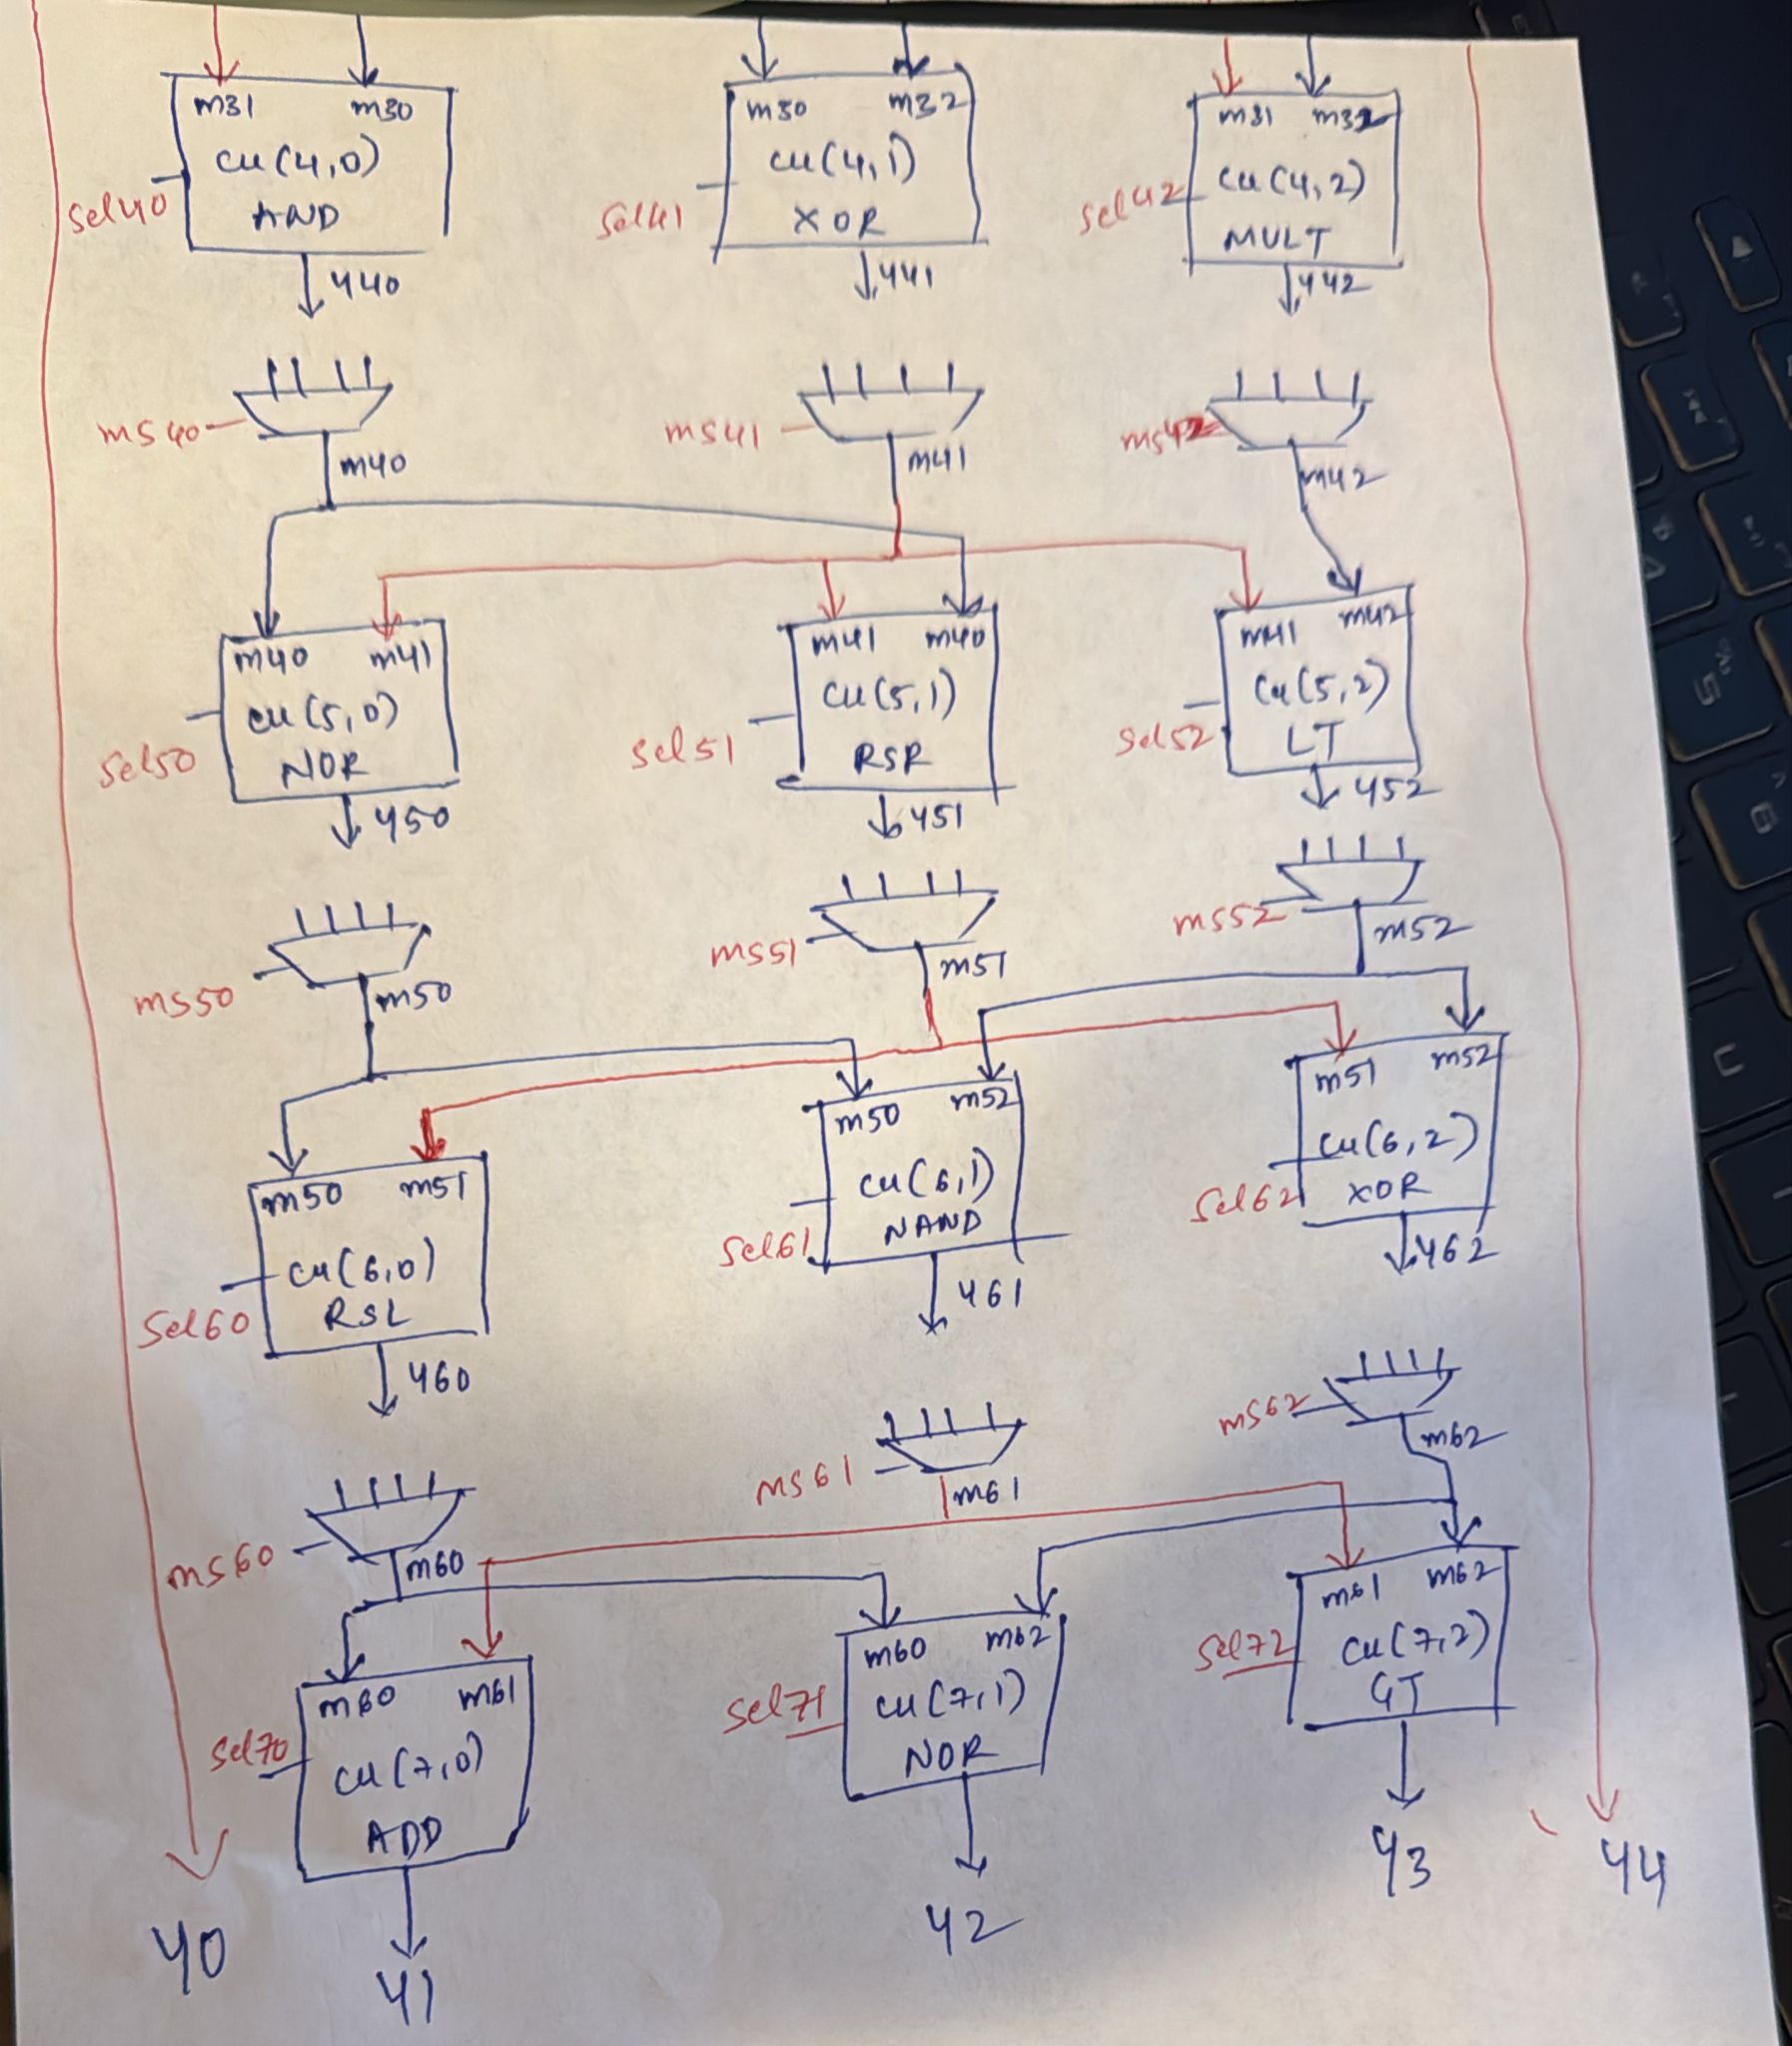 m31 m30
cu(4,0)
AND
sel40
y40
m30 m32
cu(4,1)
XOR
sel41
y41
m31 m32
cu(4,2)
MULT
sel42
y42
ms40
m40
ms41
m41
ms42
m42
m40 m41
cu(5,0)
NOR
sel50
y50
m41 m40
cu(5,1)
RSR
sel51
y51
m41 m42
cu(5,2)
LT
sel52
y52
ms50
m50
ms51
m51
ms52
m52
m50 m51
cu(6,0)
RSL
sel60
y60
m50 m52
cu(6,1)
NAND
sel61
y61
m51 m52
cu(6,2)
XOR
sel62
y62
ms60
m60
ms61
m61
ms62
m62
m60 m61
cu(7,0)
ADD
sel70
m60 m62
cu(7,1)
NOR
sel71
m61 m62
cu(7,2)
GT
sel72
y0
y1
y2
y3
y4